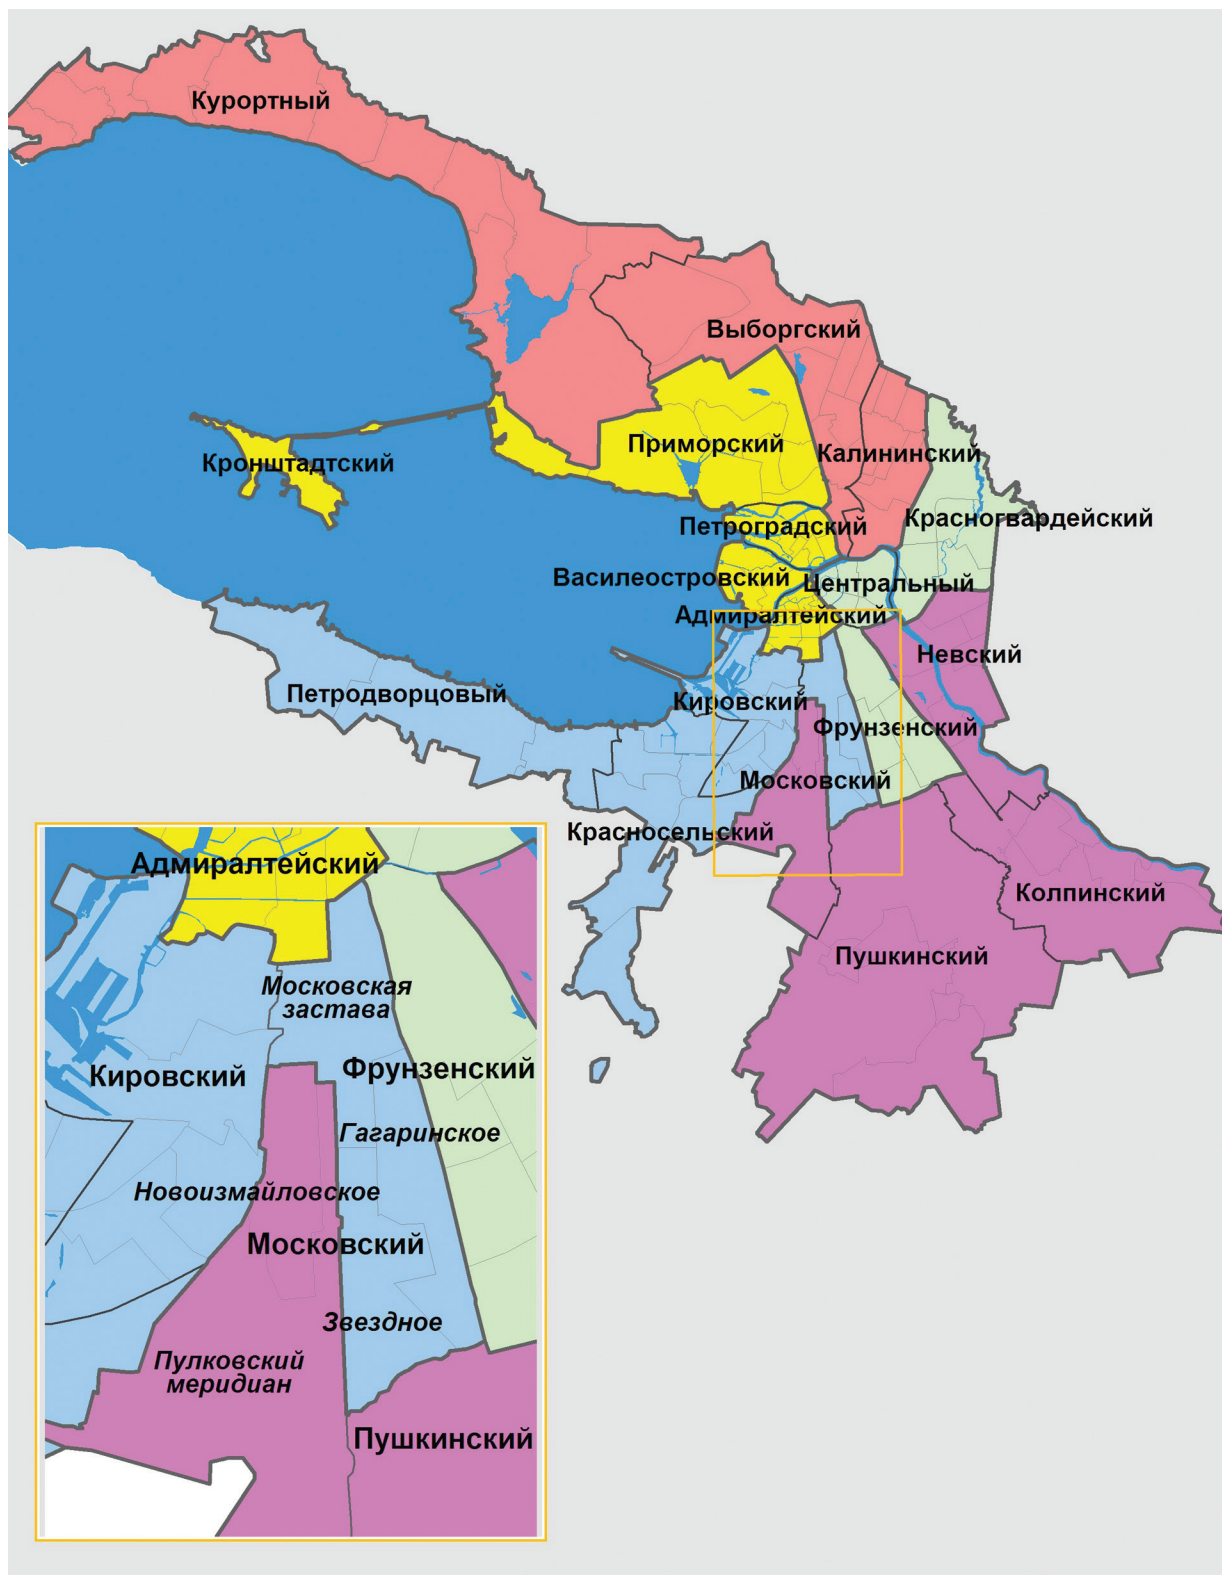 Курортный
Выборгский
Приморский
Калининский
Кронштадтский
Красногвардейский
Петроградский
Василеостровский
Центральный
Адмиралтейский
Невский
Петродворцовый
Кировский
Фрунзенский
Московский
Красносельский
Колпинский
Пушкинский
Адмиралтейский
Московская
застава
Кировский
Фрунзенский
Гагаринское
Новоизмайловское
Московский
Звездное
Пулковский
меридиан
Пушкинский